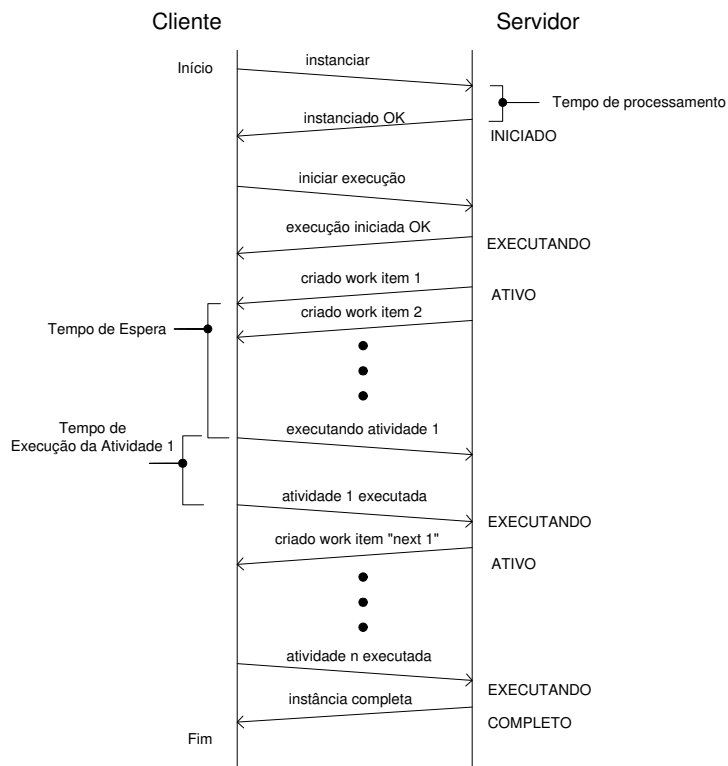 Cliente
Servidor
Início
instanciar
Tempo de processamento
instanciado OK
INICIADO
iniciar execução
execução iniciada OK
EXECUTANDO
criado work item 1
ATIVO
criado work item 2
Tempo de Espera
Tempo de
Execução da Atividade 1
executando atividade 1
atividade 1 executada
EXECUTANDO
criado work item "next 1"
ATIVO
atividade n executada
EXECUTANDO
instância completa
COMPLETO
Fim